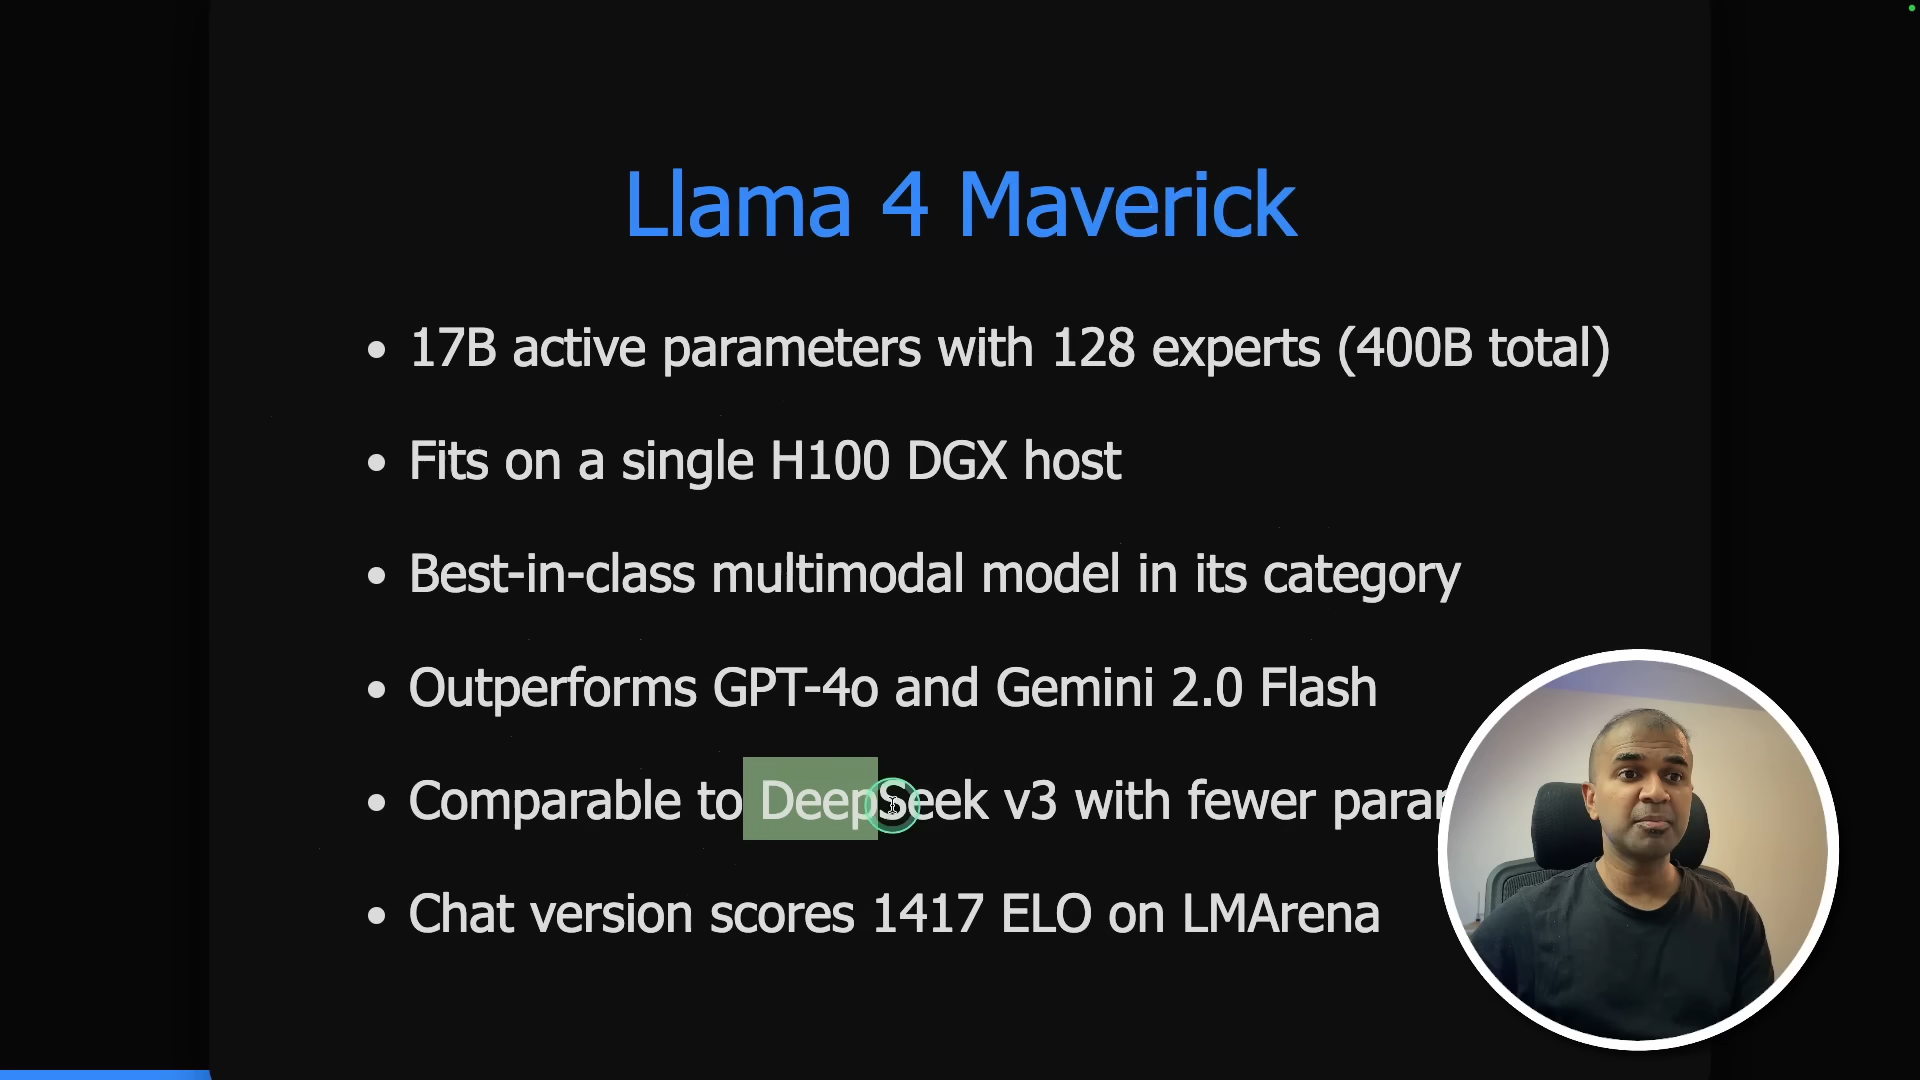 Llama 4 Maverick
• 17B active parameters with 128 experts (400B total)
• Fits on a single H100 DGX host
• Best-in-class multimodal model in its category
• Outperforms GPT-4o and Gemini 2.0 Flash
• Comparable to DeepSeek v3 with fewer
• Chat version scores 1417 ELO on LMArena